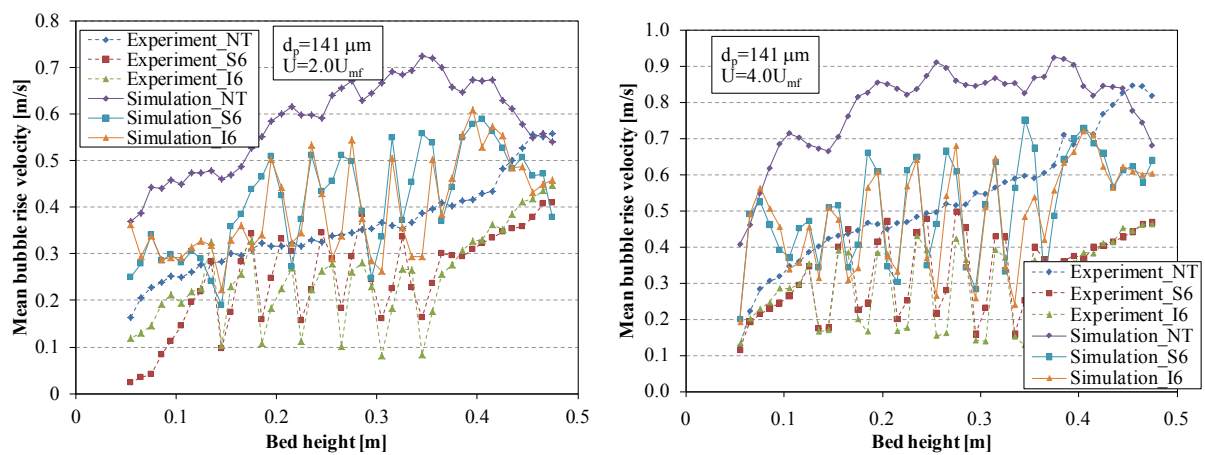 0.8
0.7
0.6
0.5
0.4
0.3
0.2
0.1
0
Mean bubble rise velocity [m/s]
Experiment_NT
Experiment_S6
Experiment_I6
Simulation_NT
Simulation_S6
Simulation_I6
dp=141 μm
U=2.0Umf
0 0.1 0.2 0.3 0.4 0.5
Bed height [m]
1.0
0.9
0.8
0.7
0.6
0.5
0.4
0.3
0.2
0.1
0.0
Mean bubble rise velocity [m/s]
dp=141 μm
U=4.0Umf
Experiment_NT
Experiment_S6
Experiment_I6
Simulation_NT
Simulation_S6
Simulation_I6
0 0.1 0.2 0.3 0.4 0.5
Bed height [m]